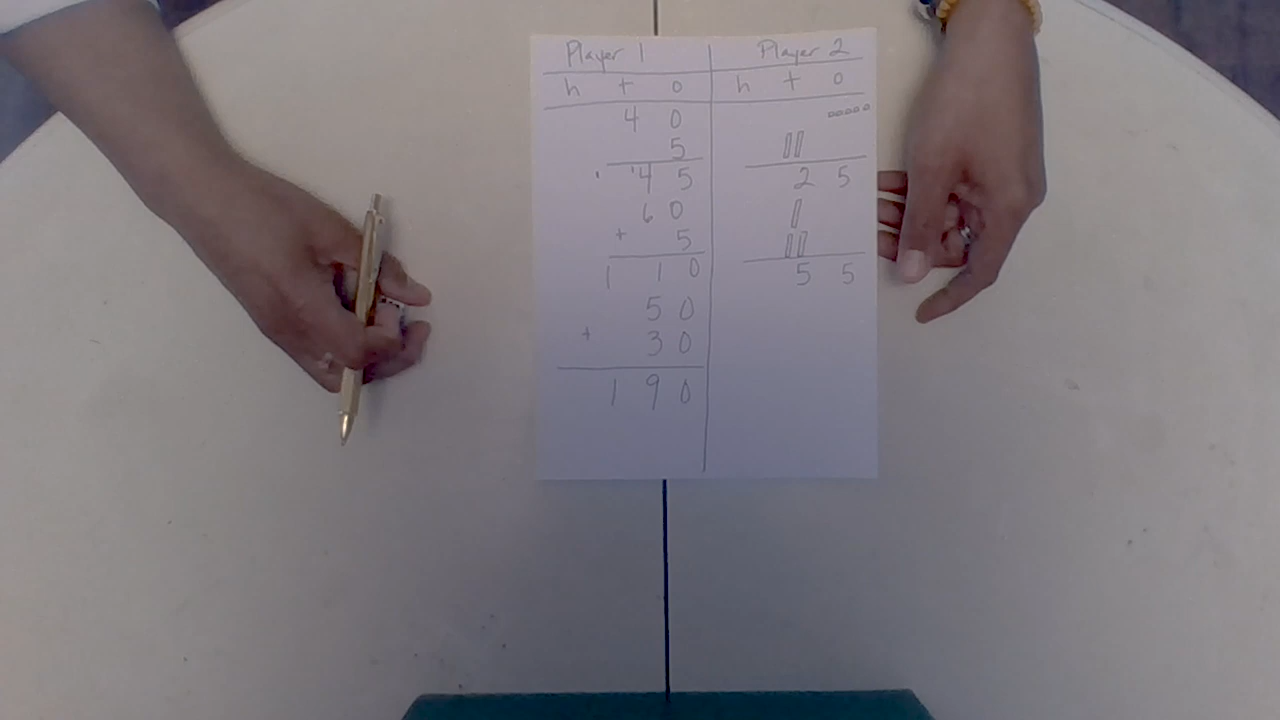 Player 1 Player 2
h t o h t o
4 0
5
1 4 5 2 5
6 0
+ 5
1 1 0 5 5
5 0
+ 3 0
1 9 0